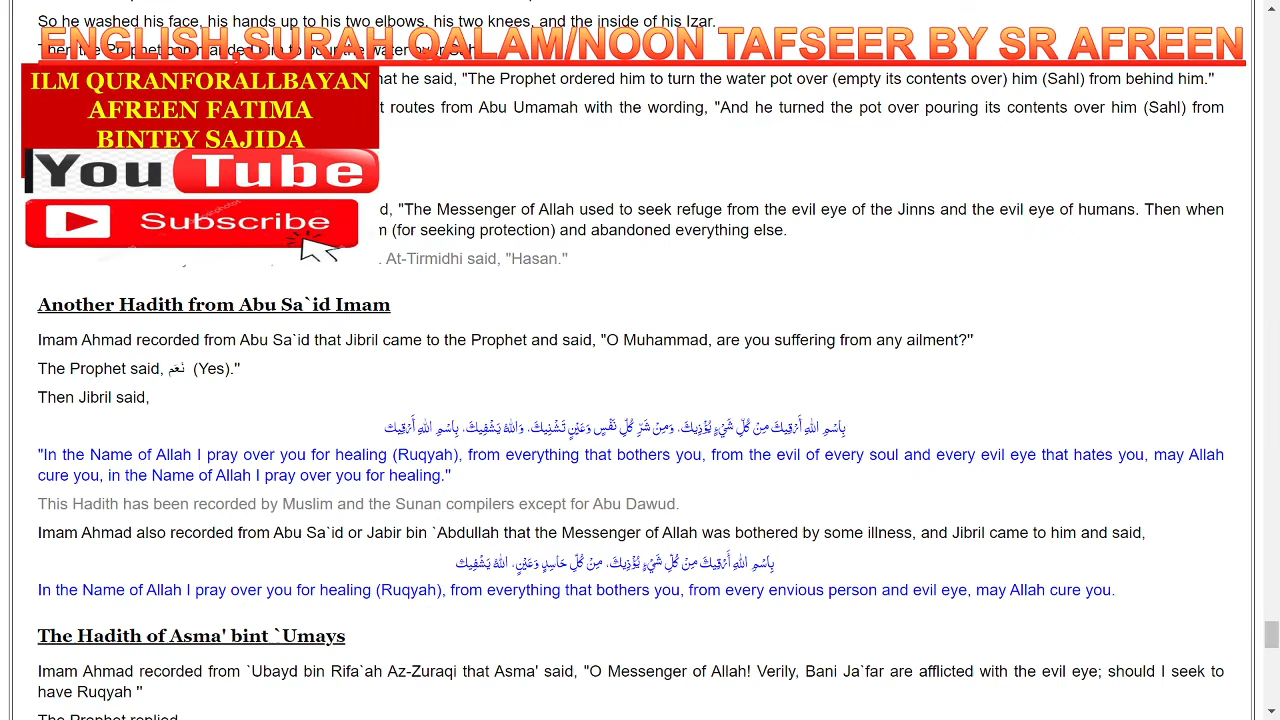 So he washed his face, his hands up to his two elbows, his two knees, and the inside of his Izar.
ENGLISH SURAH QALAM/NOON TAFSEER BY SR AFREEN
ILM QURANFORALLBAYAN
AFREEN FATIMA
BINTEY SAJIDA
You Tube
Subscribe
hat he said, "The Prophet ordered him to turn the water pot over (empty its contents over) him (Sahl) from behind him."
t routes from Abu Umamah with the wording, "And he turned the pot over pouring its contents over him (Sahl) from
d, "The Messenger of Allah used to seek refuge from the evil eye of the Jinns and the evil eye of humans. Then when
m (for seeking protection) and abandoned everything else.
. At-Tirmidhi said, "Hasan."
Another Hadith from Abu Sa`id Imam
Imam Ahmad recorded from Abu Sa`id that Jibril came to the Prophet and said, "O Muhammad, are you suffering from any ailment?"
The Prophet said, نَعَم (Yes)."
Then Jibril said,
بِاسْمِ اللهِ أَرْقِيكَ مِنْ كُلِّ شَيْءٍ يُؤْذِيكَ، وَمِنْ شَرِّ كُلِّ نَفْسٍ وَعَيْنٍ تَشْنِيكَ، وَاللهُ يَشْفِيكَ، بِاسْمِ اللهِ أَرْقِيك
"In the Name of Allah I pray over you for healing (Ruqyah), from everything that bothers you, from the evil of every soul and every evil eye that hates you, may Allah
cure you, in the Name of Allah I pray over you for healing."
This Hadith has been recorded by Muslim and the Sunan compilers except for Abu Dawud.
Imam Ahmad also recorded from Abu Sa`id or Jabir bin `Abdullah that the Messenger of Allah was bothered by some illness, and Jibril came to him and said,
بِاسْمِ اللهِ أَرْقِيكَ مِنْ كُلِّ شَيْءٍ يُؤْذِيكَ، مِنْ كُلِّ حَاسِدٍ وَعَيْنٍ، اللهُ يَشْفِيك
In the Name of Allah I pray over you for healing (Ruqyah), from everything that bothers you, from every envious person and evil eye, may Allah cure you.
The Hadith of Asma' bint `Umays
Imam Ahmad recorded from `Ubayd bin Rifa`ah Az-Zuraqi that Asma' said, "O Messenger of Allah! Verily, Bani Ja`far are afflicted with the evil eye; should I seek to
have Ruqyah "
The Prophet replied,